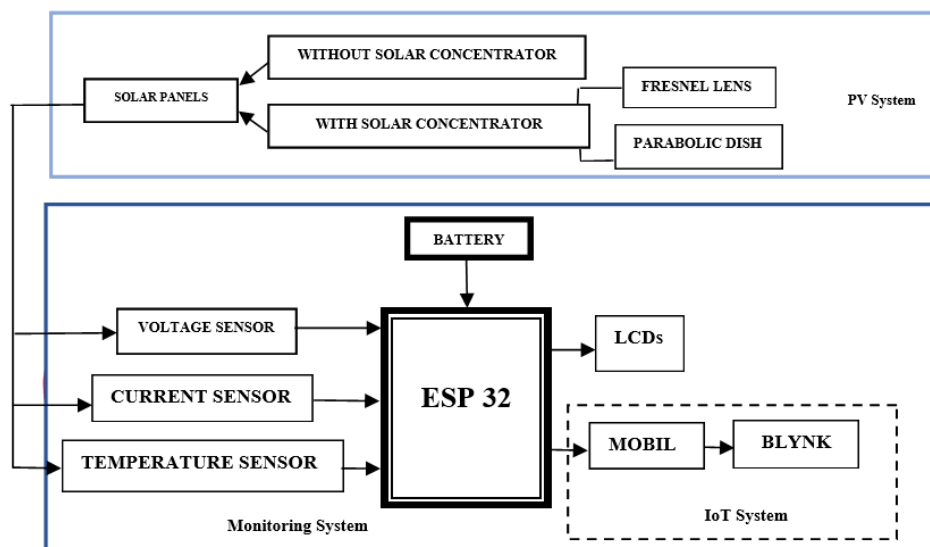 WITHOUT SOLAR CONCENTRATOR
FRESNEL LENS
SOLAR PANELS
PV System
WITH SOLAR CONCENTRATOR
PARABOLIC DISH
BATTERY
VOLTAGE SENSOR
LCDs
CURRENT SENSOR
ESP 32
MOBIL
BLYNK
TEMPERATURE SENSOR
Monitoring System
IoT System